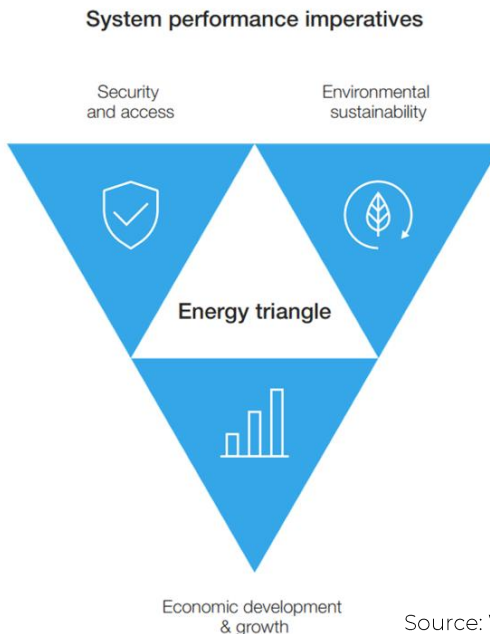 System performance imperatives
Security
and access
Environmental
sustainability
Energy triangle
Economic development
& growth
Source: